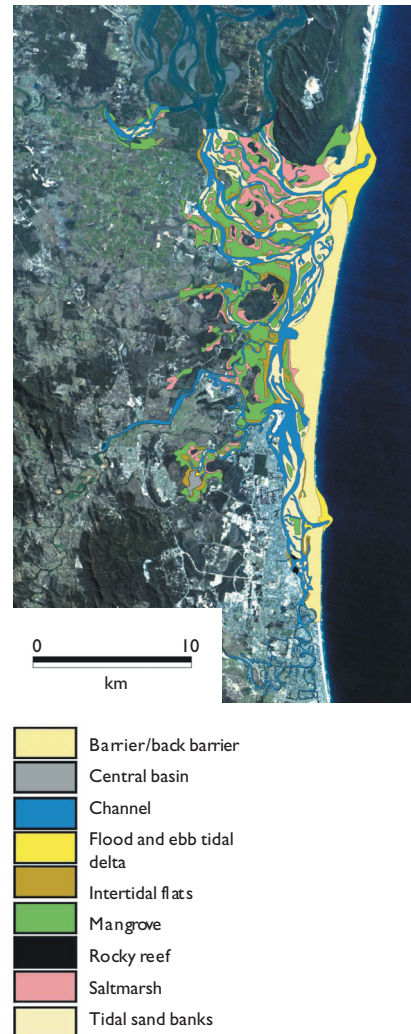 0 10
km
Barrier/back barrier
Central basin
Channel
Flood and ebb tidal
delta
Intertidal flats
Mangrove
Rocky reef
Saltmarsh
Tidal sand banks